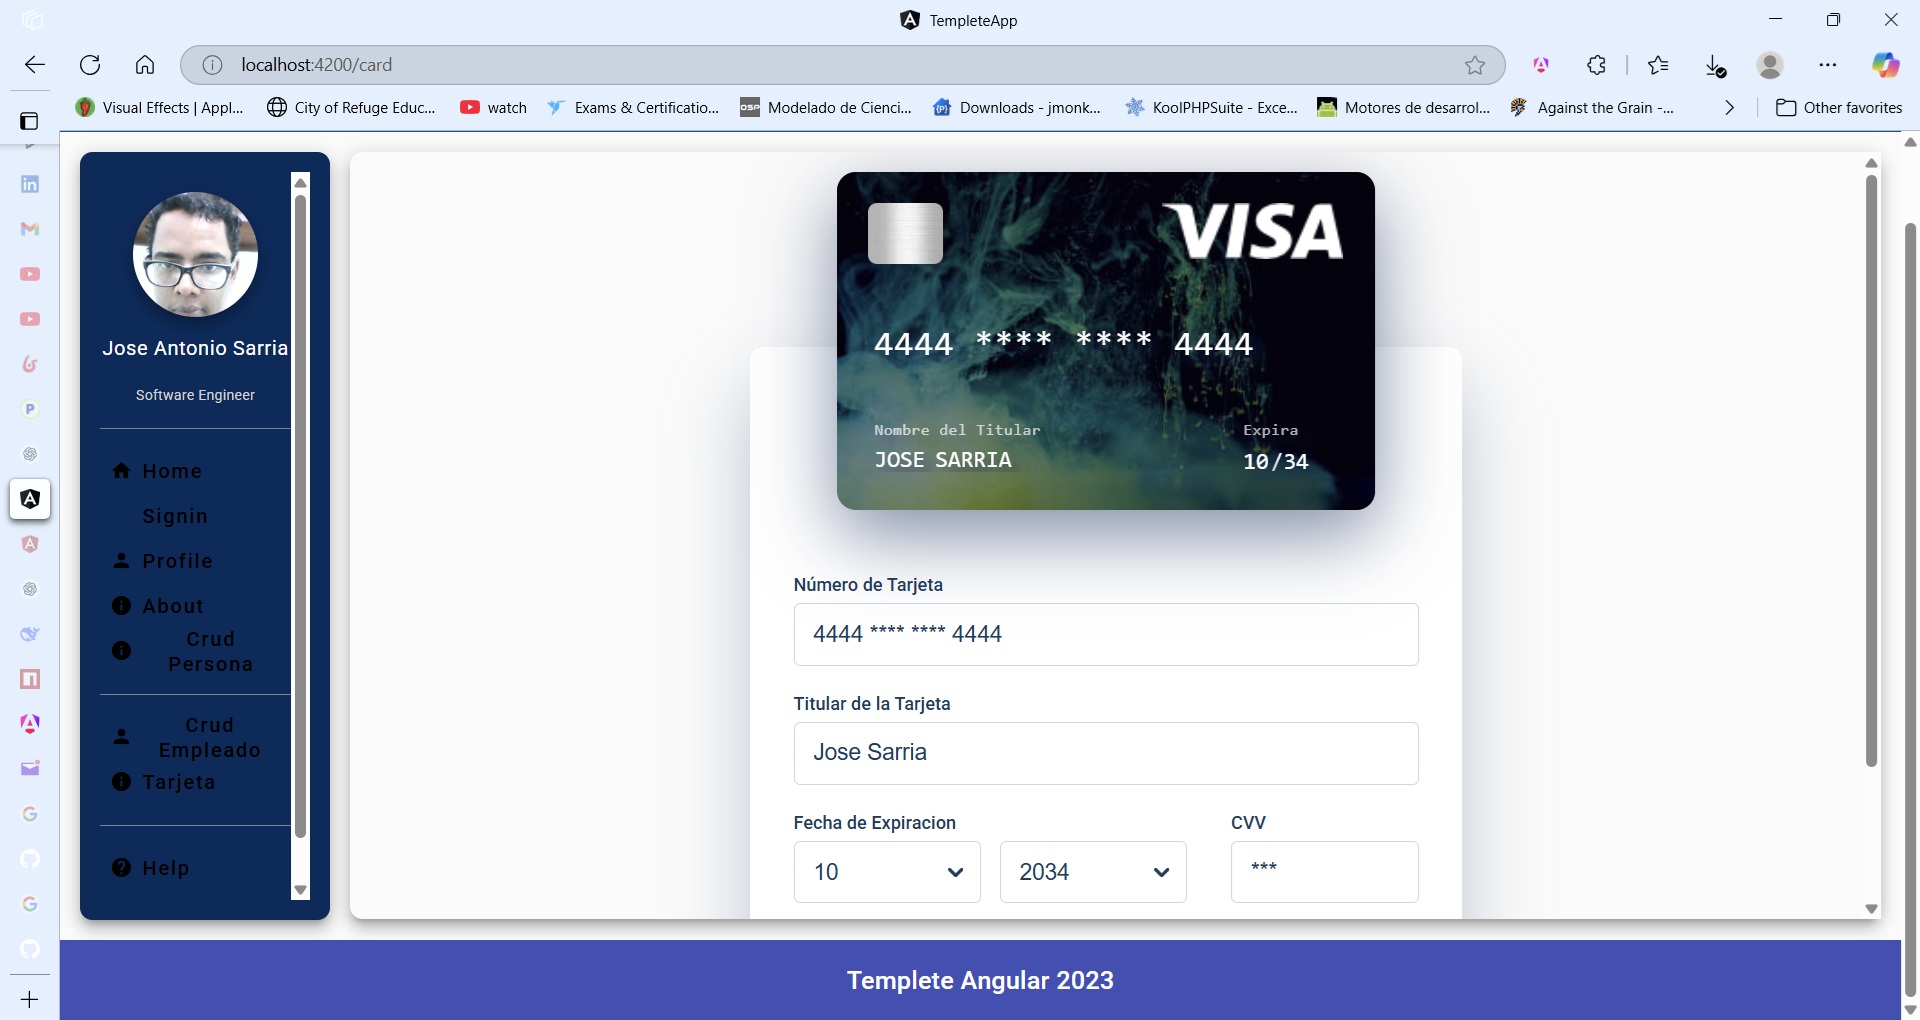 TempleteApp
localhost:4200/card
Visual Effects | Appl...
City of Refuge Educ...
watch
Exams & Certificatio...
OSP
Modelado de Cienci...
Downloads - jmonk...
KoolPHPSuite - Exce...
Motores de desarrol...
Against the Grain -...
Other favorites
Jose Antonio Sarria
Software Engineer
Home
Signin
Profile
About
Crud
Persona
Crud
Empleado
Tarjeta
Help
VISA
4444 **** **** 4444
Nombre del Titular
Expira
JOSE SARRIA
10/34
Número de Tarjeta
4444 **** **** 4444
Titular de la Tarjeta
Jose Sarria
Fecha de Expiracion
CVV
10
2034
***
Templete Angular 2023